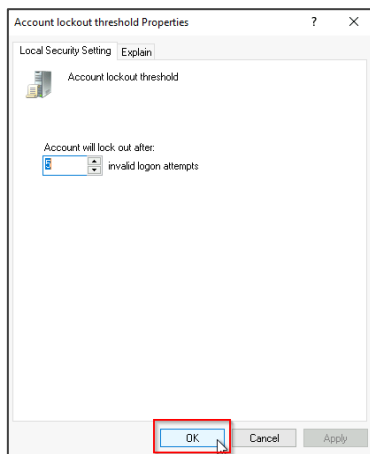 Account lockout threshold Properties ? ×
Local Security Setting Explain
Account lockout threshold
Account will lock out after:
5 invalid logon attempts
OK Cancel Apply